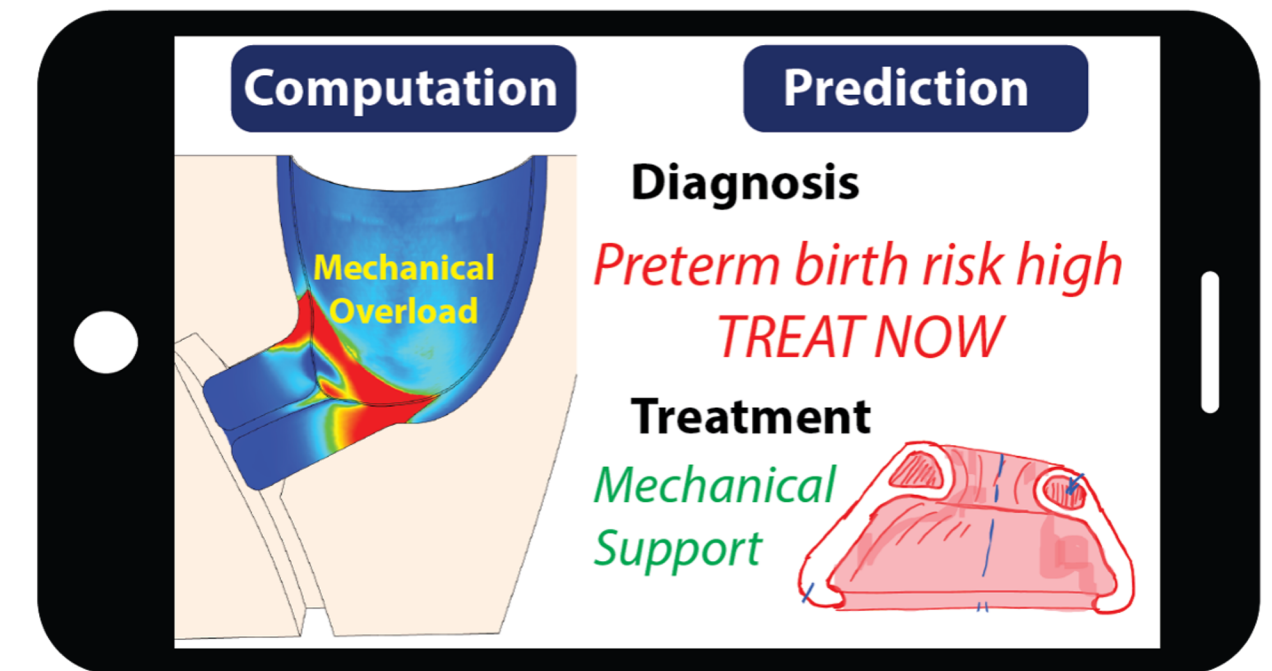 Computation
Mechanical
Overload
Prediction
Diagnosis
Preterm birth risk high
TREAT NOW
Treatment
Mechanical
Support